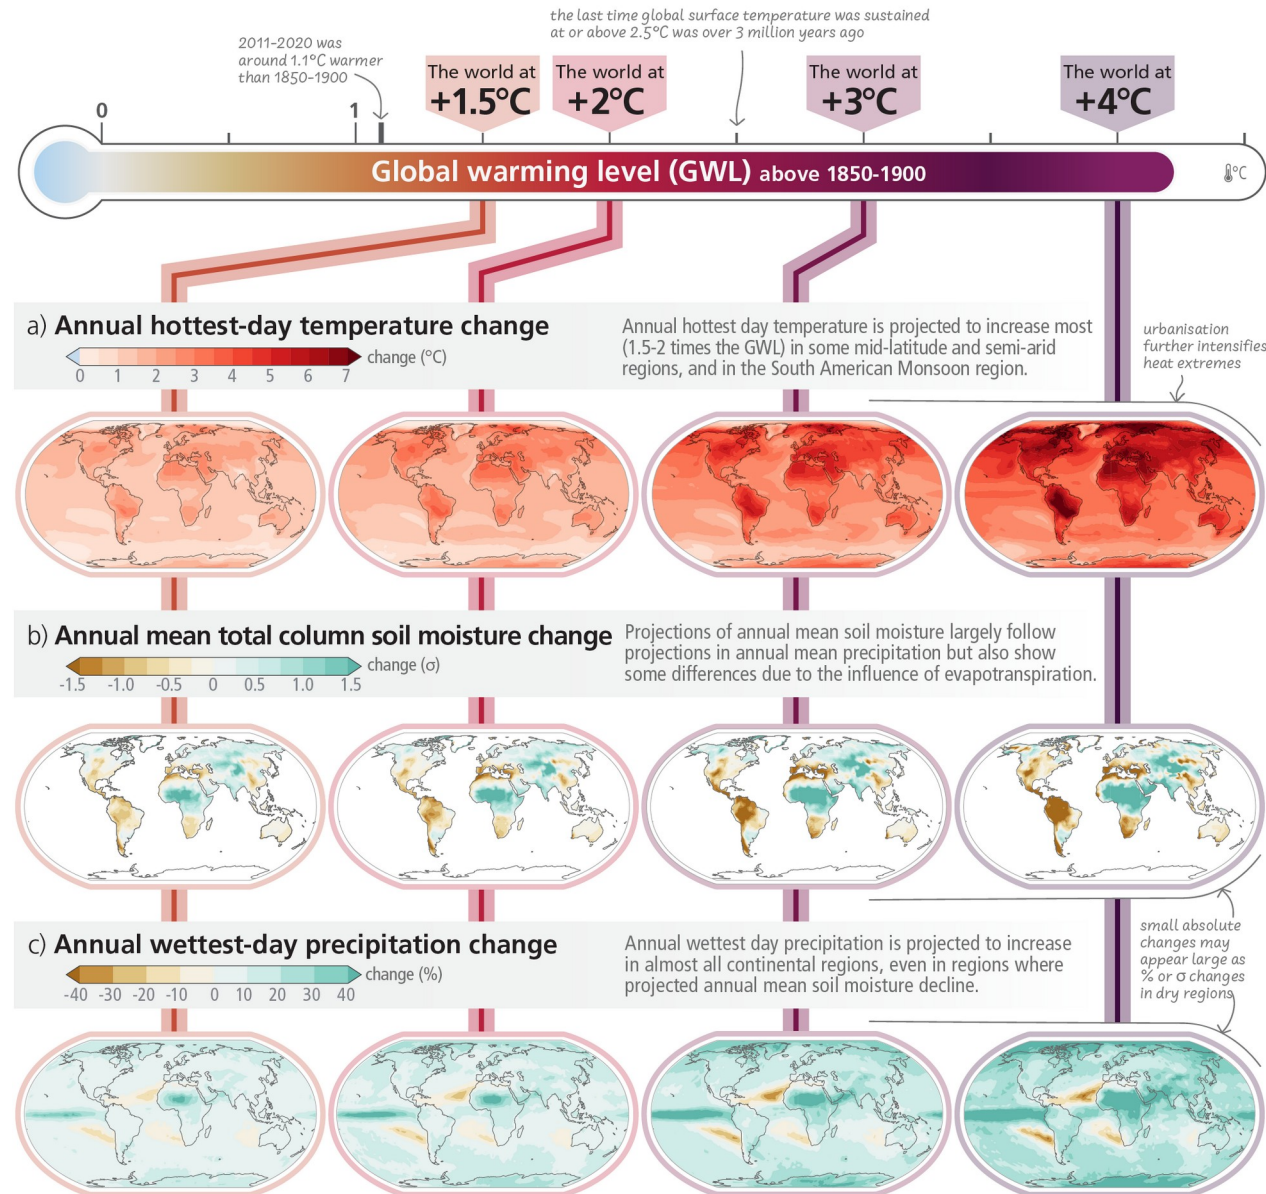 the last time global surface temperature was sustained
at or above 2.5°C was over 3 million years ago
2011-2020 was
around 1.1°C warmer
than 1850-1900
The world at
+1.5°C
The world at
+2°C
The world at
+3°C
The world at
+4°C
0
1
Global warming level (GWL) above 1850-1900
°C
a) Annual hottest-day temperature change
change (°C)
0 1 2 3 4 5 6 7
Annual hottest day temperature is projected to increase most
(1.5-2 times the GWL) in some mid-latitude and semi-arid
regions, and in the South American Monsoon region.
urbanisation
further intensifies
heat extremes
b) Annual mean total column soil moisture change
change (σ)
-1.5 -1.0 -0.5 0 0.5 1.0 1.5
Projections of annual mean soil moisture largely follow
projections in annual mean precipitation but also show
some differences due to the influence of evapotranspiration.
c) Annual wettest-day precipitation change
change (%)
-40 -30 -20 -10 0 10 20 30 40
Annual wettest day precipitation is projected to increase
in almost all continental regions, even in regions where
projected annual mean soil moisture decline.
small absolute
changes may
appear large as
% or σ changes
in dry regions